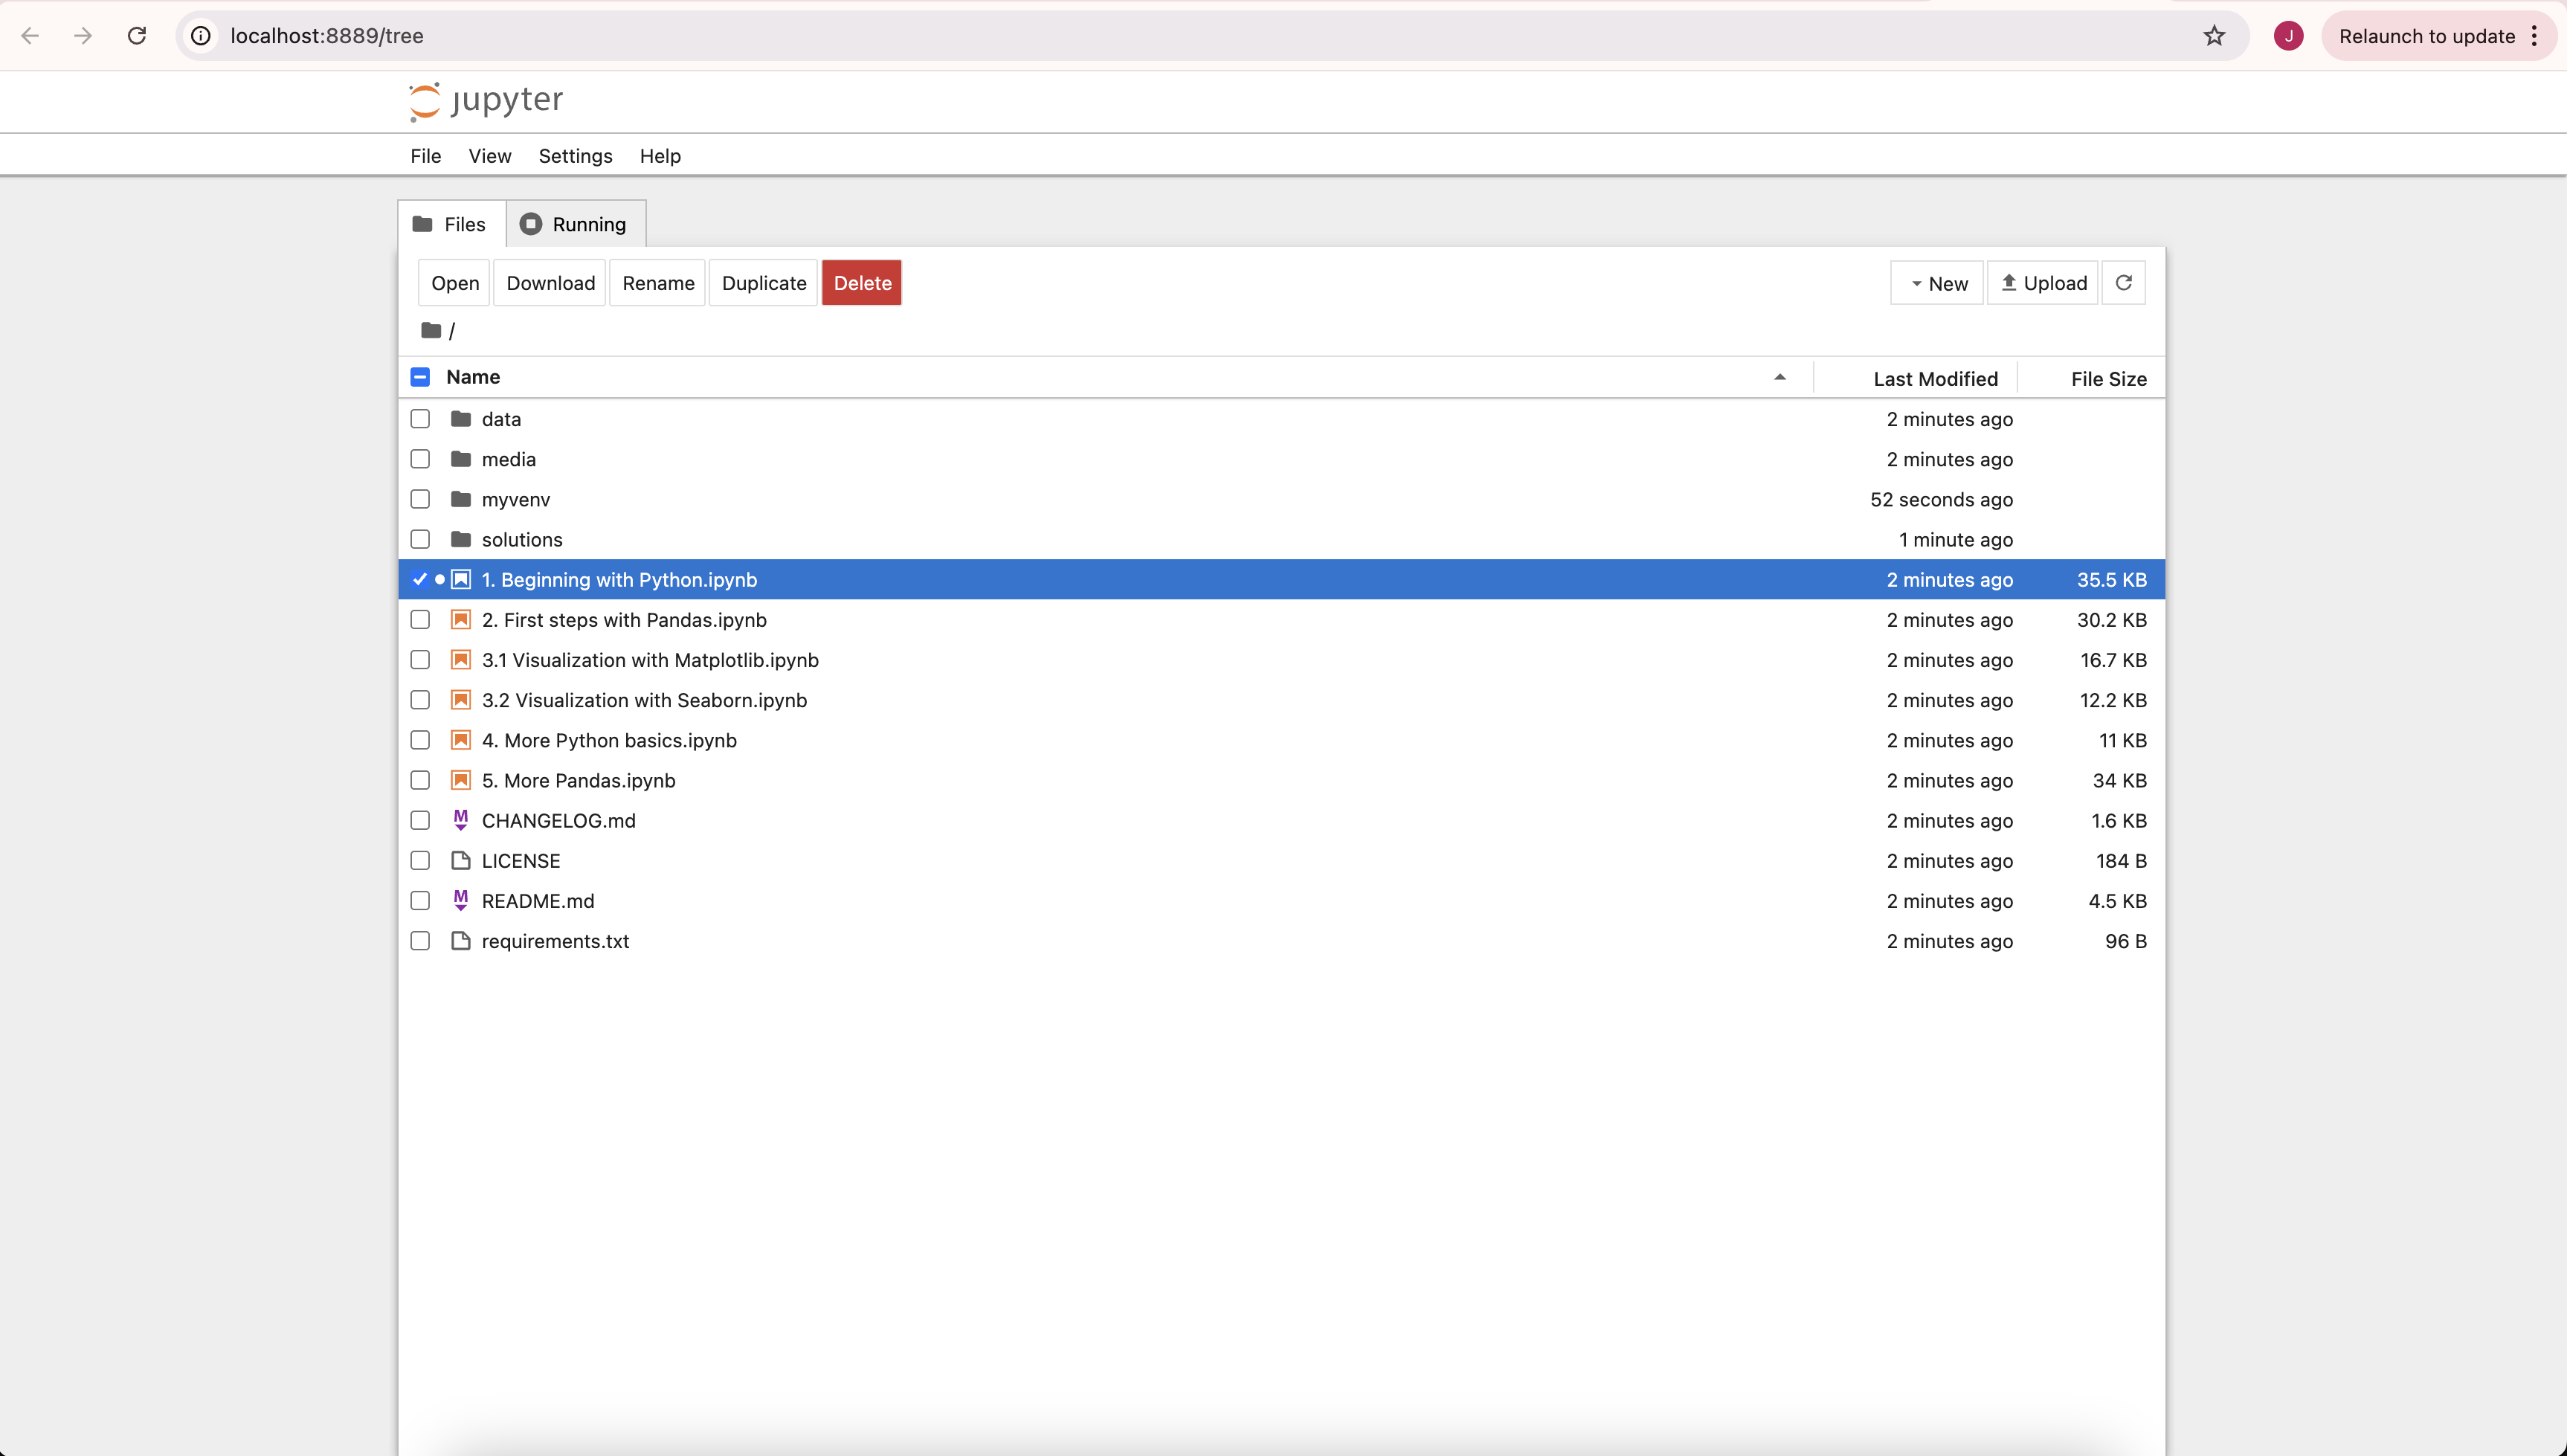 localhost:8889/tree
J
Relaunch to update
jupyter
File View Settings Help
Files Running
Open Download Rename Duplicate Delete New Upload
/
Name Last Modified File Size
data 2 minutes ago
media 2 minutes ago
myvenv 52 seconds ago
solutions 1 minute ago
1. Beginning with Python.ipynb 2 minutes ago 35.5 KB
2. First steps with Pandas.ipynb 2 minutes ago 30.2 KB
3.1 Visualization with Matplotlib.ipynb 2 minutes ago 16.7 KB
3.2 Visualization with Seaborn.ipynb 2 minutes ago 12.2 KB
4. More Python basics.ipynb 2 minutes ago 11 KB
5. More Pandas.ipynb 2 minutes ago 34 KB
M CHANGELOG.md 2 minutes ago 1.6 KB
LICENSE 2 minutes ago 184 B
M README.md 2 minutes ago 4.5 KB
requirements.txt 2 minutes ago 96 B